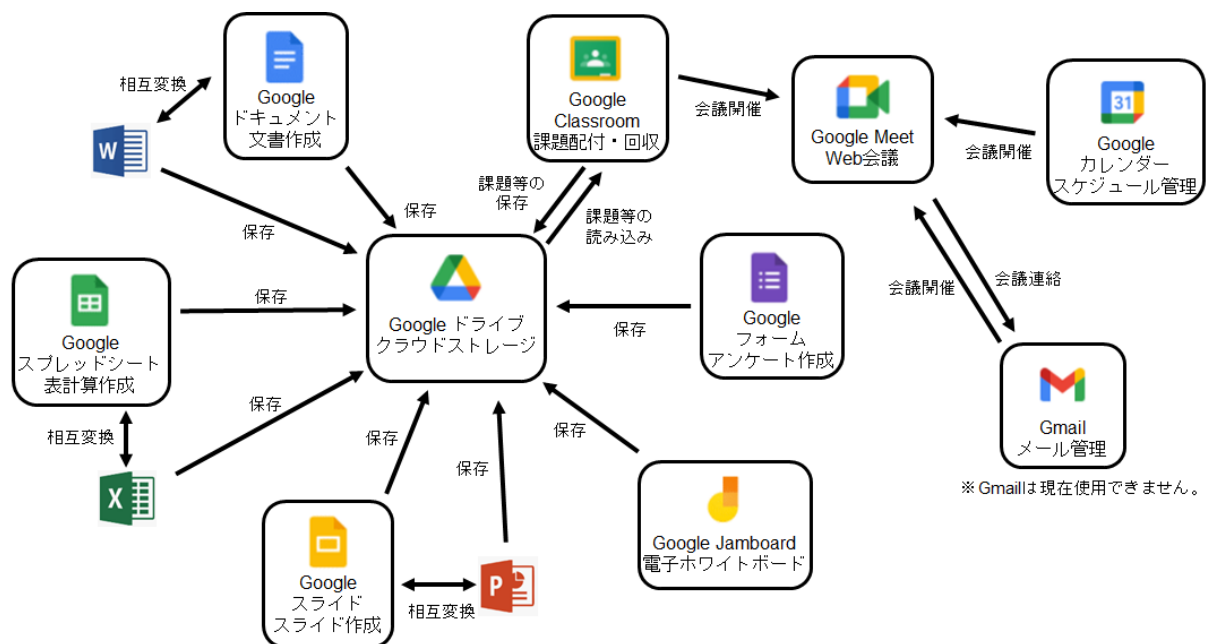 相互変換
Google
ドキュメント
文書作成
W
保存
保存
Google
Classroom
課題配付・回収
会議開催
Google Meet
Web会議
31
Google
カレンダー
スケジュール管理
会議開催
課題等の
保存
課題等の
読み込み
Google ドライブ
クラウドストレージ
Google
スプレッドシート
表計算作成
保存
保存
Google
フォーム
アンケート作成
会議開催
会議連絡
相互変換
X
保存
保存
保存
保存
Gmail
メール管理
※Gmailは現在使用できません。
Google
スライド
スライド作成
相互変換
P
Google Jamboard
電子ホワイトボード